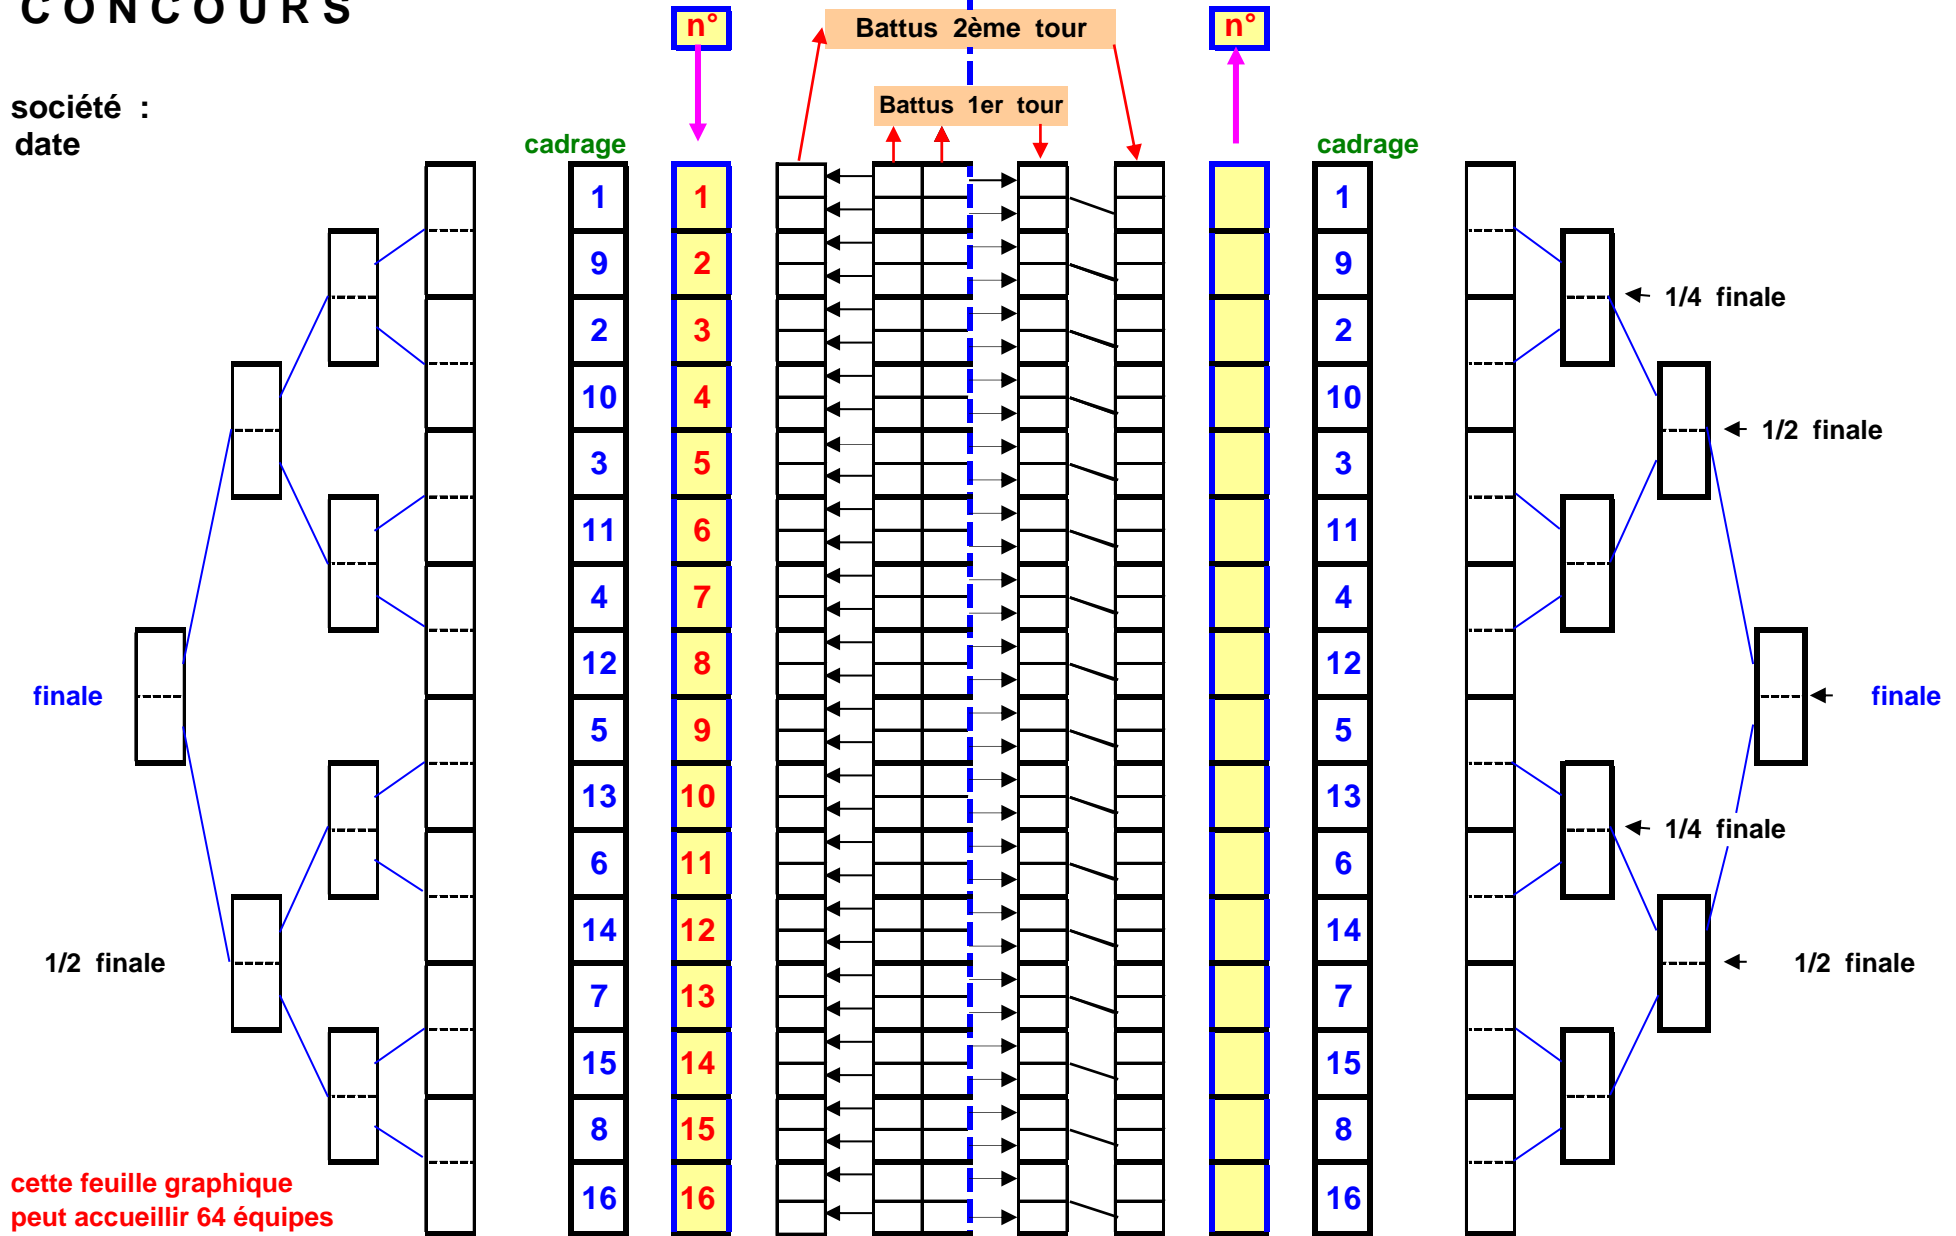 CONCOURS
n°
Battus 2ème tour
n°
société :
Battus 1er tour
date
cadrage
cadrage
1
1
1
9
2
9
1/4 finale
2
3
2
10
4
10
1/2 finale
3
5
3
11
6
11
4
7
4
12
8
12
finale
5
9
5
finale
13
10
13
1/4 finale
6
11
6
14
12
14
1/2 finale
1/2 finale
7
13
7
15
14
15
8
15
8
cette feuille graphique
peut accueillir 64 équipes
16
16
16